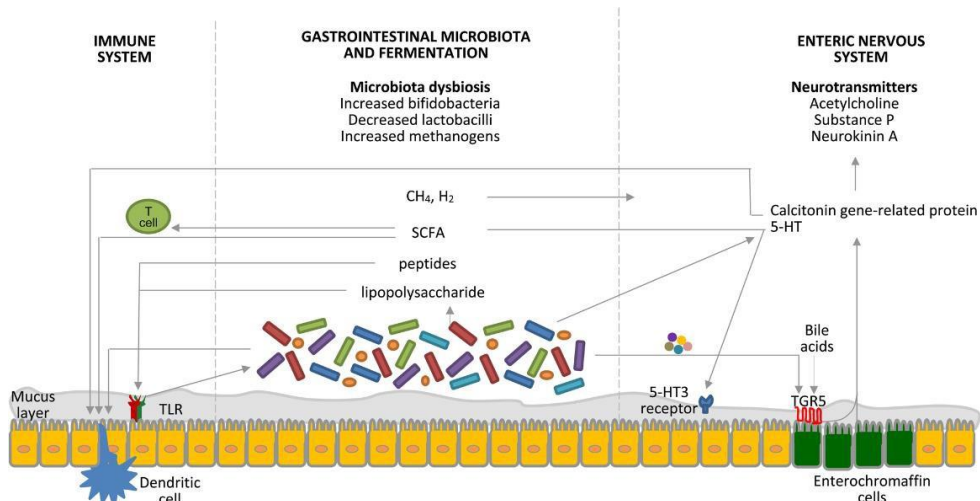 IMMUNE
SYSTEM
GASTROINTESTINAL MICROBIOTA
AND FERMENTATION
Microbiota dysbiosis
Increased bifidobacteria
Decreased lactobacilli
Increased methanogens
ENTERIC NERVOUS
SYSTEM
Neurotransmitters
Acetylcholine
Substance P
Neurokinin A
CH₄, H₂
T
cell
SCFA
Calcitonin gene-related protein
5-HT
peptides
lipopolysaccharide
Bile
acids
Mucus
layer
TLR
5-HT3
receptor
TGR5
Dendritic
cell
Enterochromaffin
cells